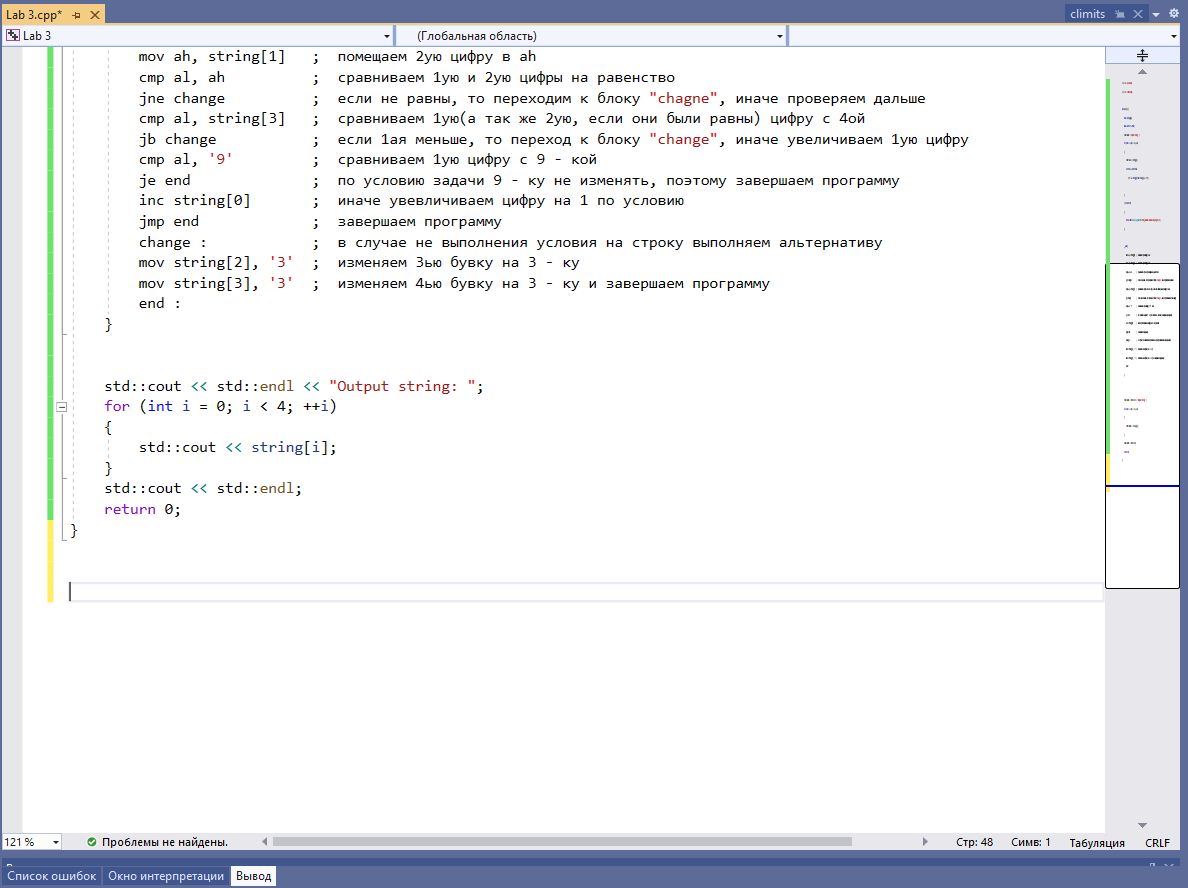 Lab 3.cpp*
climits
Lab 3
(Глобальная область)
mov ah, string[1] ; помещаем 2ую цифру в ah
cmp al, ah ; сравниваем 1ую и 2ую цифры на равенство
jne change ; если не равны, то переходим к блоку "chagne", иначе проверяем дальше
cmp al, string[3] ; сравниваем 1ую(а так же 2ую, если они были равны) цифру с 4ой
jb change ; если 1ая меньше, то переход к блоку "change", иначе увеличиваем 1ую цифру
cmp al, '9' ; сравниваем 1ую цифру с 9 - кой
je end ; по условию задачи 9 - ку не изменять, поэтому завершаем программу
inc string[0] ; иначе увевличиваем цифру на 1 по условию
jmp end ; завершаем программу
change : ; в случае не выполнения условия на строку выполняем альтернативу
mov string[2], '3' ; изменяем 3ью бувку на 3 - ку
mov string[3], '3' ; изменяем 4ью бувку на 3 - ку и завершаем программу
end :
}
std::cout << std::endl << "Output string: ";
for (int i = 0; i < 4; ++i)
{
std::cout << string[i];
}
std::cout << std::endl;
return 0;
}
121 %
Проблемы не найдены.
Стр: 48
Симв: 1
Табуляция
CRLF
Список ошибок
Окно интерпретации
Вывод